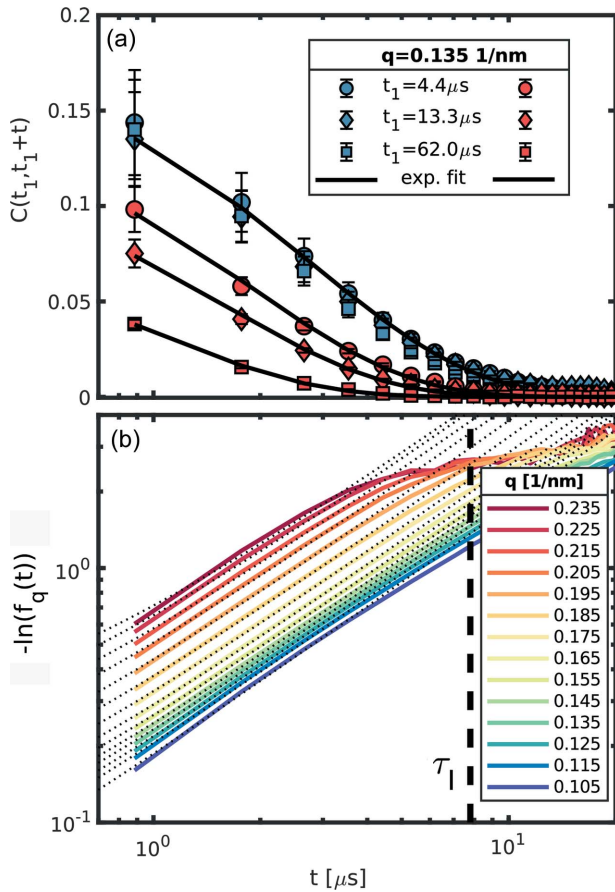 (a)
0.2
0.15
0.1
0.05
0
C(t1,t1+t)
q=0.135 1/nm
t1=4.4μs
t1=13.3μs
t1=62.0μs
exp. fit
(b)
10^0
10^-1
-ln(f_q(t))
q [1/nm]
0.235
0.225
0.215
0.205
0.195
0.185
0.175
0.165
0.155
0.145
0.135
0.125
0.115
0.105
τl
10^0
10^1
t [μs]